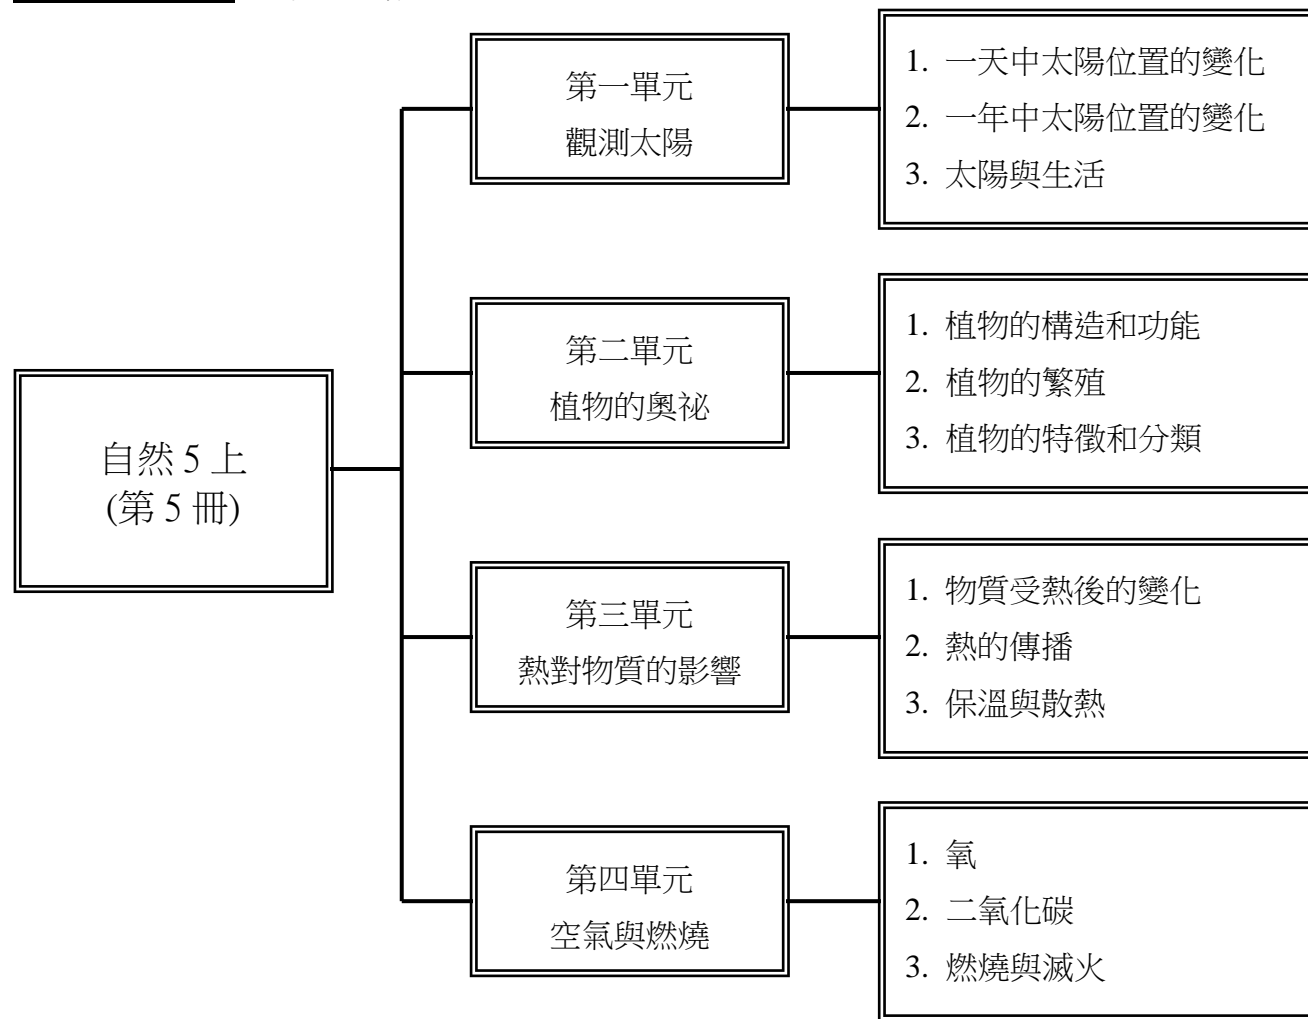 自然 5 上
(第 5 冊)
第一單元
觀測太陽
1. 一天中太陽位置的變化
2. 一年中太陽位置的變化
3. 太陽與生活
第二單元
植物的奧祕
1. 植物的構造和功能
2. 植物的繁殖
3. 植物的特徵和分類
第三單元
熱對物質的影響
1. 物質受熱後的變化
2. 熱的傳播
3. 保溫與散熱
第四單元
空氣與燃燒
1. 氧
2. 二氧化碳
3. 燃燒與滅火